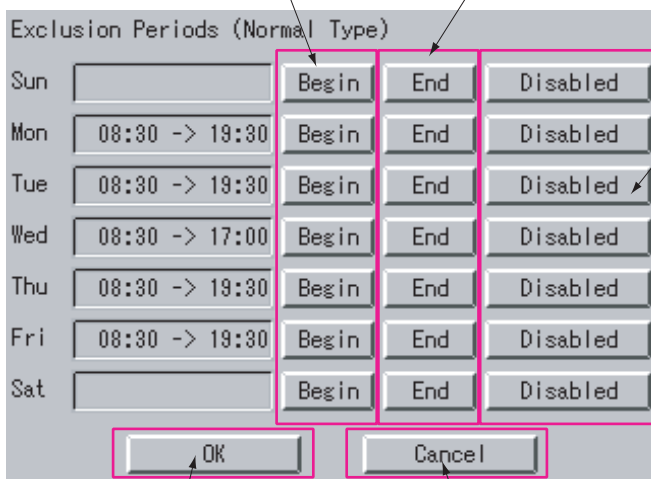 Exclusion Periods (Normal Type)
Sun Begin End Disabled
Mon 08:30 -> 19:30 Begin End Disabled
Tue 08:30 -> 19:30 Begin End Disabled
Wed 08:30 -> 17:00 Begin End Disabled
Thu 08:30 -> 19:30 Begin End Disabled
Fri 08:30 -> 19:30 Begin End Disabled
Sat Begin End Disabled
OK Cancel